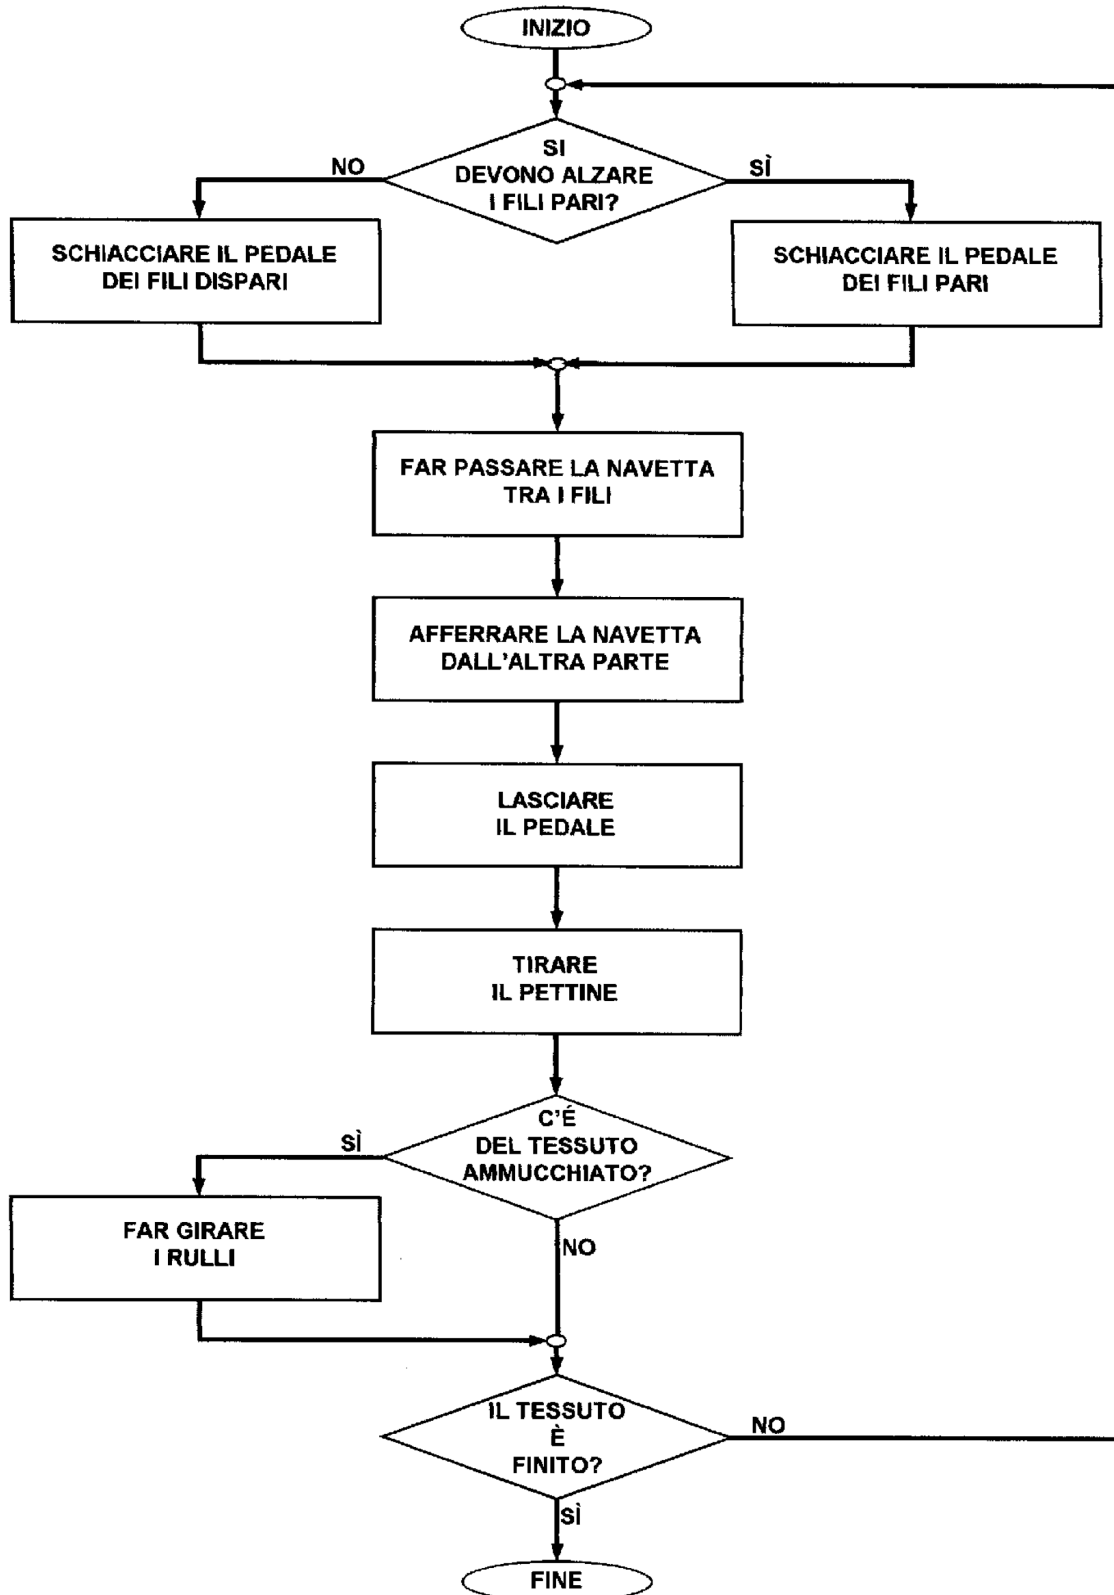 INIZIO
SI
DEVONO ALZARE
I FILI PARI?
NO
SÌ
SCHIACCIARE IL PEDALE
DEI FILI DISPARI
SCHIACCIARE IL PEDALE
DEI FILI PARI
FAR PASSARE LA NAVETTA
TRA I FILI
AFFERRARE LA NAVETTA
DALL'ALTRA PARTE
LASCIARE
IL PEDALE
TIRARE
IL PETTINE
C'É
DEL TESSUTO
AMMUCCHIATO?
SÌ
FAR GIRARE
I RULLI
NO
IL TESSUTO
È
FINITO?
NO
SÌ
FINE